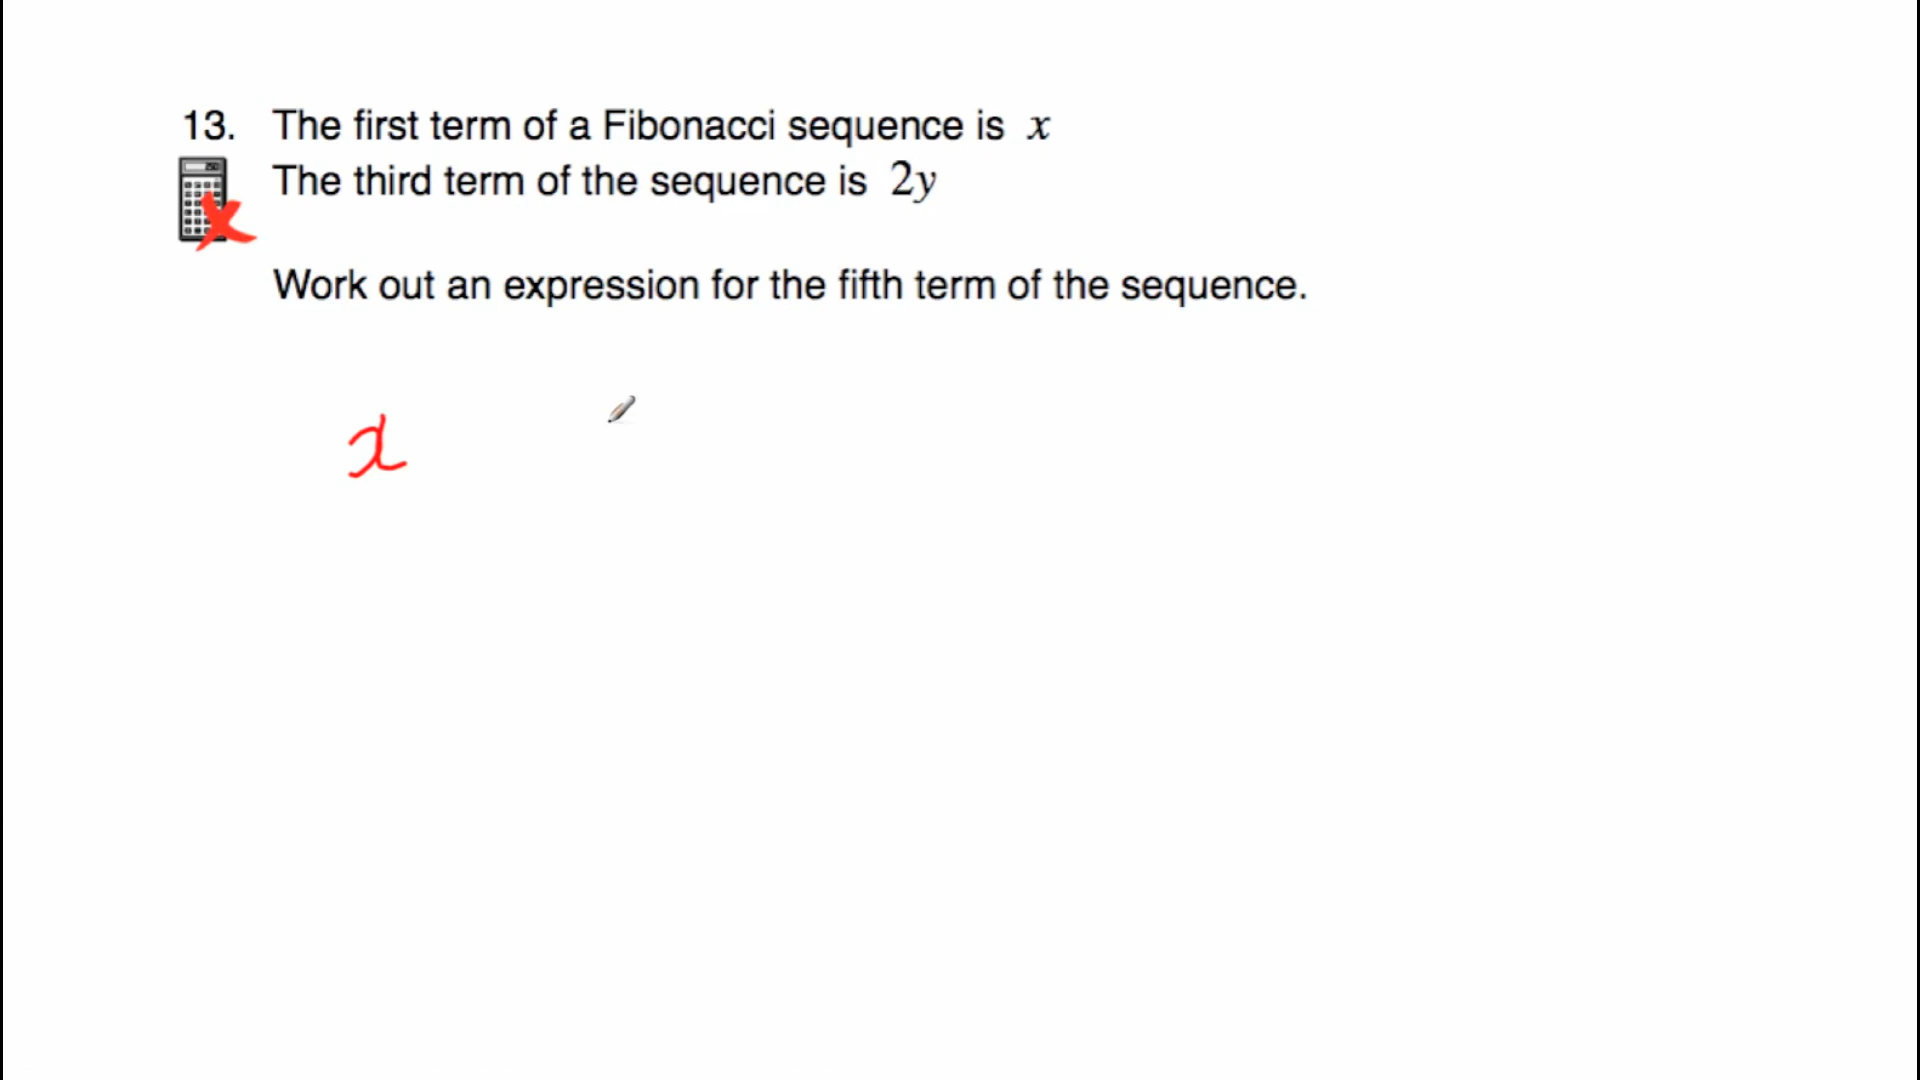 13. The first term of a Fibonacci sequence is x
The third term of the sequence is 2y
Work out an expression for the fifth term of the sequence.
x